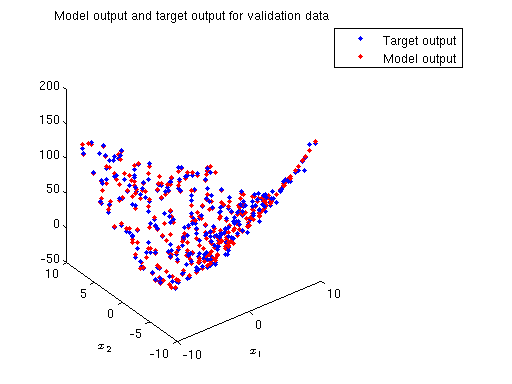 Model output and target output for validation data
Target output
Model output
200
150
100
50
0
-50
10
5
0
-5
-10
-10
0
10
x2
x1